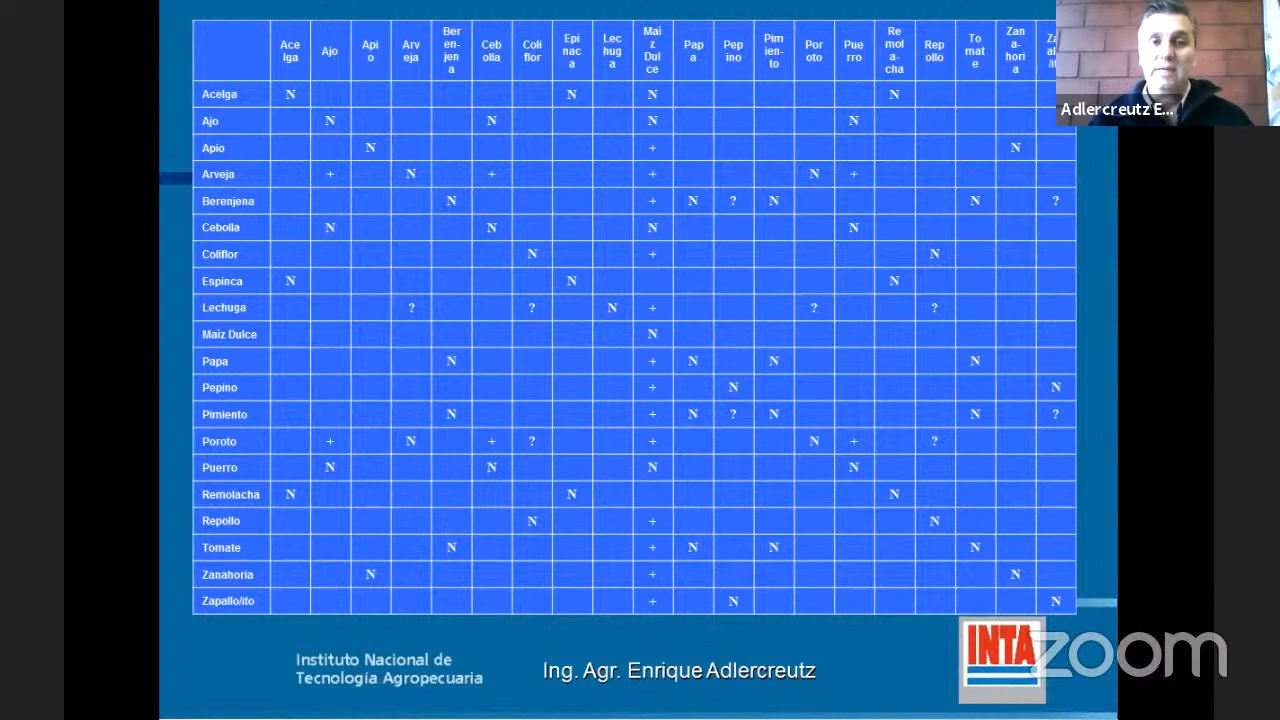 Ace Ajo Api Arv Ber Ceb Coli Epi Lec Maí Pap Pep Pim Por Pue Re Rep To Zan
lga o eja en- olla flor nac hug z a ino ien- oto rro mol ollo mat a-
jen a a Dul to a- e hori
a ce cha a
Acelga N N N N
Ajo N N N N
Apio N + N
Arveja + N + + N +
Berenjena N + N ? N N ?
Cebolla N N N N
Coliflor N + N
Espinca N N N
Lechuga ? ? N + ? ?
Maiz Dulce N
Papa N + N N N
Pepino + N N
Pimiento N + N ? N N ?
Poroto + N + ? + N + ?
Puerro N N N N
Remolacha N N N
Repollo N + N
Tomate N + N N N
Zanahoria N + N
Zapallo/ito + N N
Adlercreutz E...
Instituto Nacional de
Tecnología Agropecuaria
Ing. Agr. Enrique Adlercreutz
INTA
zoom